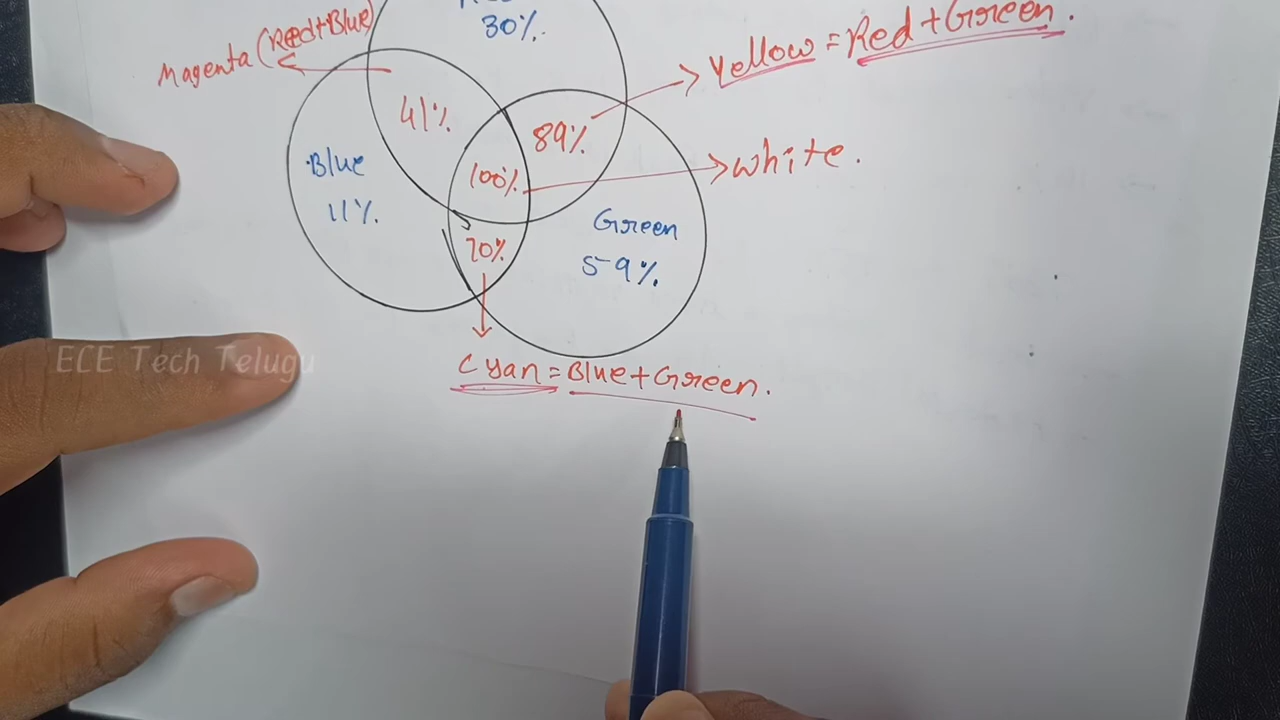 30%.
Magenta (Red+Blue)
Yellow = Red + Green.
41%.
89%
100%
White.
Blue
11%.
Green
59%.
70%
Cyan = Blue + Green.
ECE Tech Telugu